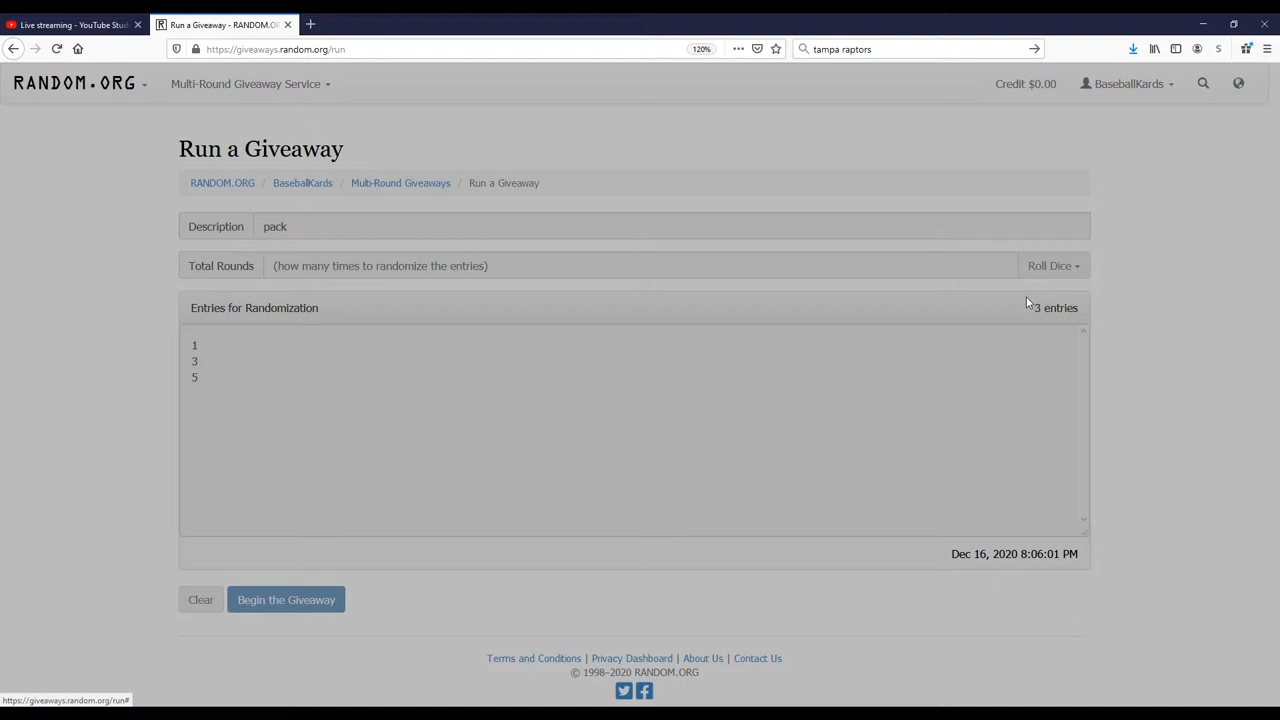 Live streaming - YouTube Stud
Run a Giveaway - RANDOM.OR
https://giveaways.random.org/run
120%
tampa raptors
S
RANDOM.ORG
Multi-Round Giveaway Service
Credit $0.00
BaseballKards
Run a Giveaway
RANDOM.ORG / BaseballKards / Multi-Round Giveaways / Run a Giveaway
Description pack
Total Rounds (how many times to randomize the entries) Roll Dice
Entries for Randomization 3 entries
1
3
5
Dec 16, 2020 8:06:01 PM
Clear Begin the Giveaway
Terms and Conditions | Privacy Dashboard | About Us | Contact Us
© 1998–2020 RANDOM.ORG
https://giveaways.random.org/run#